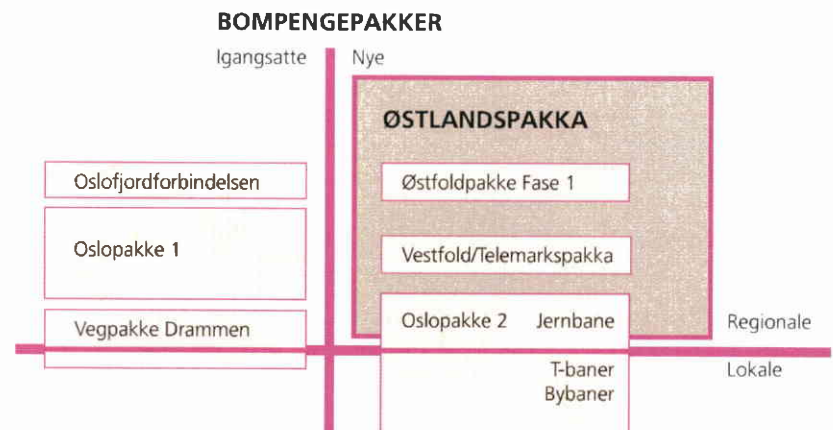 BOMPENGEPAKKER
Igangsatte
Nye
ØSTLANDSPAKKA
Oslofjordforbindelsen
Østfoldpakke Fase 1
Oslopakke 1
Vestfold/Telemarkspakka
Vegpakke Drammen
Oslopakke 2 Jernbane
Regionale
T-baner
Lokale
Bybaner